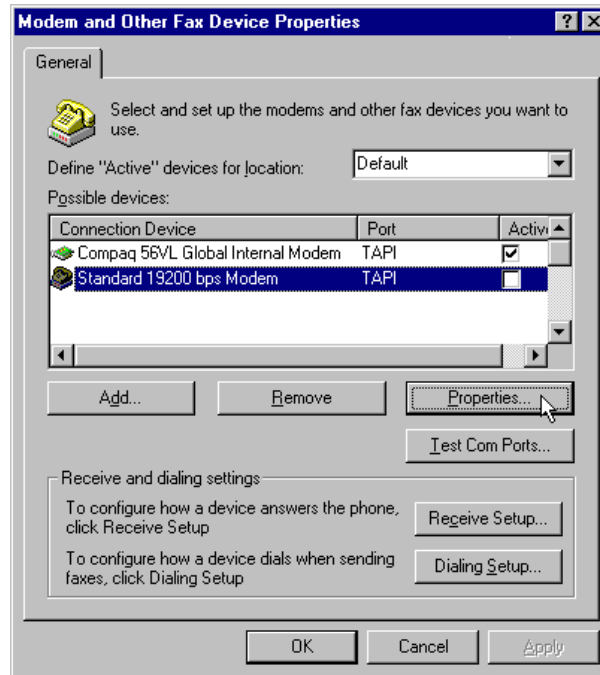 Modem and Other Fax Device Properties
General
Select and set up the modems and other fax devices you want to
use.
Define "Active" devices for location: Default
Possible devices:
Connection Device Port Activ
Compaq 56VL Global Internal Modem TAPI
Standard 19200 bps Modem TAPI
Add... Remove Properties...
Test Com Ports...
Receive and dialing settings
To configure how a device answers the phone,
click Receive Setup
Receive Setup...
To configure how a device dials when sending
faxes, click Dialing Setup
Dialing Setup...
OK Cancel Apply